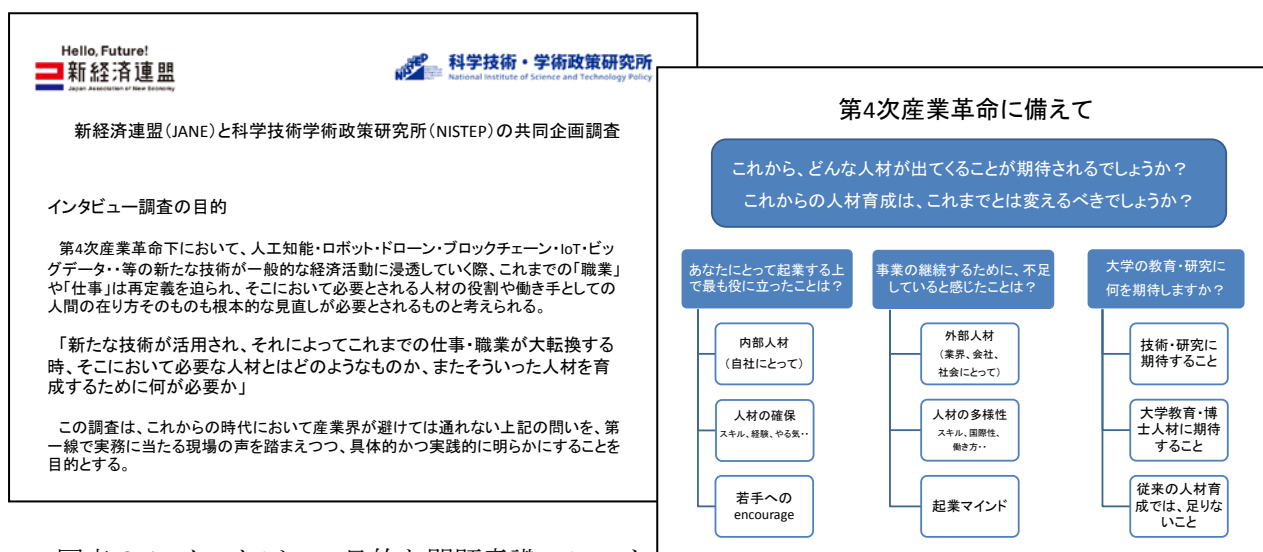 Hello, Future!
新経済連盟
Japan Association of New Economy
NISTEP
科学技術・学術政策研究所
National Institute of Science and Technology Policy
新経済連盟(JANE)と科学技術学術政策研究所(NISTEP)の共同企画調査
インタビュー調査の目的
第4次産業革命下において、人工知能・ロボット・ドローン・ブロックチェーン・IoT・ビッ
グデータ・・等の新たな技術が一般的な経済活動に浸透していく際、これまでの「職業」
や「仕事」は再定義を迫られ、そこにおいて必要とされる人材の役割や働き手としての
人間の在り方そのものも根本的な見直しが必要とされるものと考えられる。
「新たな技術が活用され、それによってこれまでの仕事・職業が大転換する
時、そこにおいて必要な人材とはどのようなものか、またそういった人材を育
成するために何が必要か」
この調査は、これからの時代において産業界が避けては通れない上記の問いを、第
一線で実務に当たる現場の声を踏まえつつ、具体的かつ実践的に明らかにすることを
目的とする。
第4次産業革命に備えて
これから、どんな人材が出てくることが期待されるでしょうか?
これからの人材育成は、これまでとは変えるべきでしょうか?
あなたにとって起業する上
で最も役に立ったことは?
内部人材
(自社にとって)
人材の確保
スキル、経験、やる気・・
若手への
encourage
事業の継続するために、不足
していると感じたことは?
外部人材
(業界、会社、
社会にとって)
人材の多様性
スキル、国際性、
働き方・・
起業マインド
大学の教育・研究に
何を期待しますか?
技術・研究に
期待すること
大学教育・博
士人材に期待
すること
従来の人材育
成では、足りな
いこと